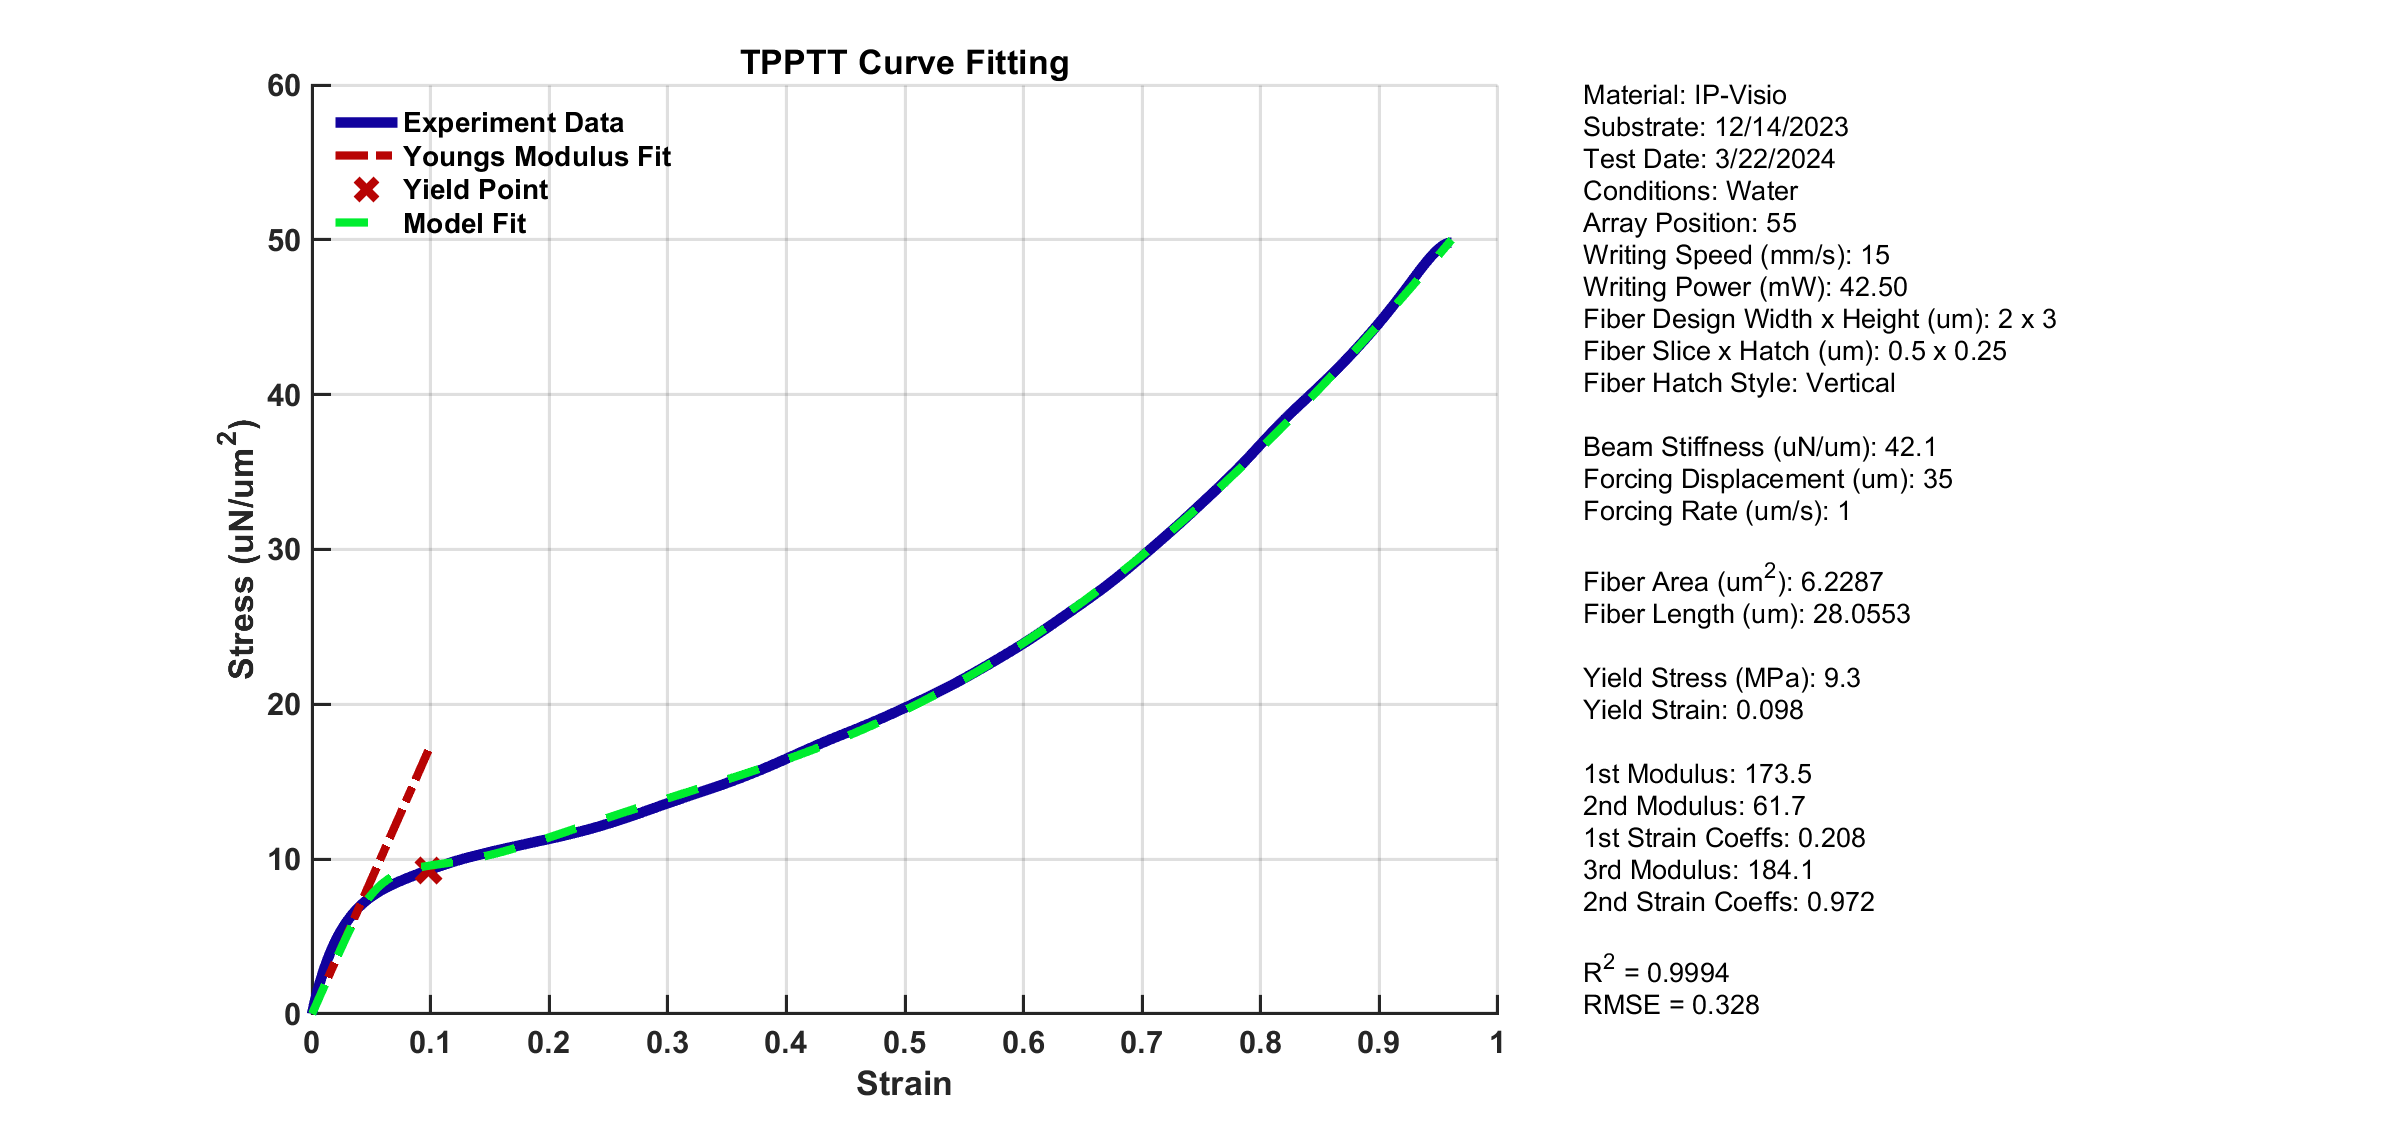 TPPTT Curve Fitting
60
50
40
30
20
10
0
Stress (uN/um²)
Experiment Data
Youngs Modulus Fit
Yield Point
Model Fit
0 0.1 0.2 0.3 0.4 0.5 0.6 0.7 0.8 0.9 1
Strain
Material: IP-Visio
Substrate: 12/14/2023
Test Date: 3/22/2024
Conditions: Water
Array Position: 55
Writing Speed (mm/s): 15
Writing Power (mW): 42.50
Fiber Design Width x Height (um): 2 x 3
Fiber Slice x Hatch (um): 0.5 x 0.25
Fiber Hatch Style: Vertical
Beam Stiffness (uN/um): 42.1
Forcing Displacement (um): 35
Forcing Rate (um/s): 1
Fiber Area (um²): 6.2287
Fiber Length (um): 28.0553
Yield Stress (MPa): 9.3
Yield Strain: 0.098
1st Modulus: 173.5
2nd Modulus: 61.7
1st Strain Coeffs: 0.208
3rd Modulus: 184.1
2nd Strain Coeffs: 0.972
R² = 0.9994
RMSE = 0.328